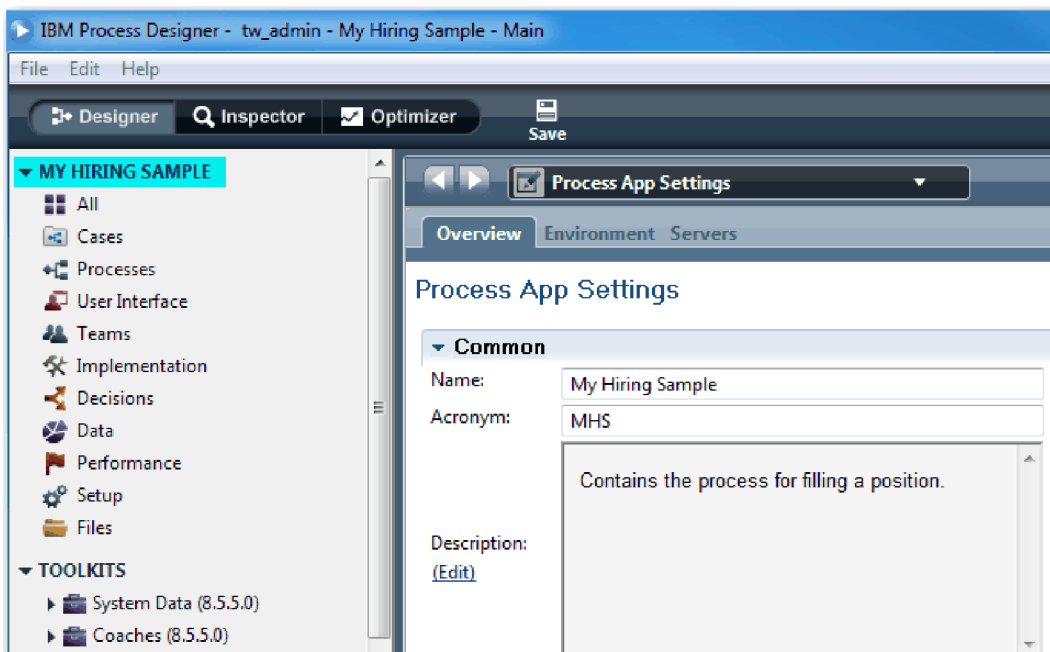 IBM Process Designer - tw_admin - My Hiring Sample - Main
File Edit Help
Designer Inspector Optimizer Save
MY HIRING SAMPLE
All
Cases
Processes
User Interface
Teams
Implementation
Decisions
Data
Performance
Setup
Files
TOOLKITS
System Data (8.5.5.0)
Coaches (8.5.5.0)
Process App Settings
Overview Environment Servers
Process App Settings
Common
Name: My Hiring Sample
Acronym: MHS
Contains the process for filling a position.
Description:
(Edit)